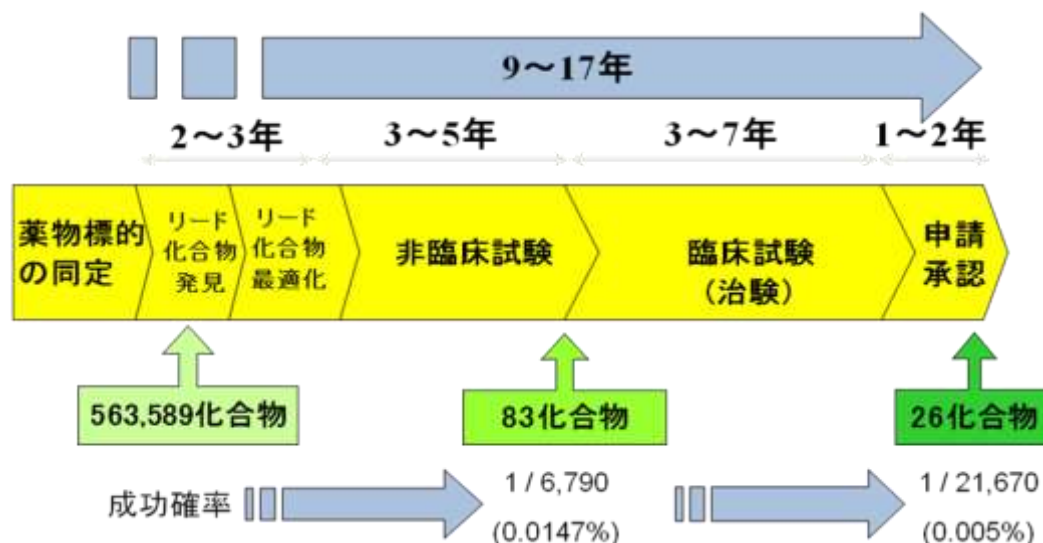 9～17年
2～3年
3～5年
3～7年
1～2年
薬物標的
の同定
リード
化合物
発見
リード
化合物
最適化
非臨床試験
臨床試験
（治験）
申請
承認
563,589化合物
83化合物
26化合物
成功確率
1 / 6,790
(0.0147%)
1 / 21,670
(0.005%)